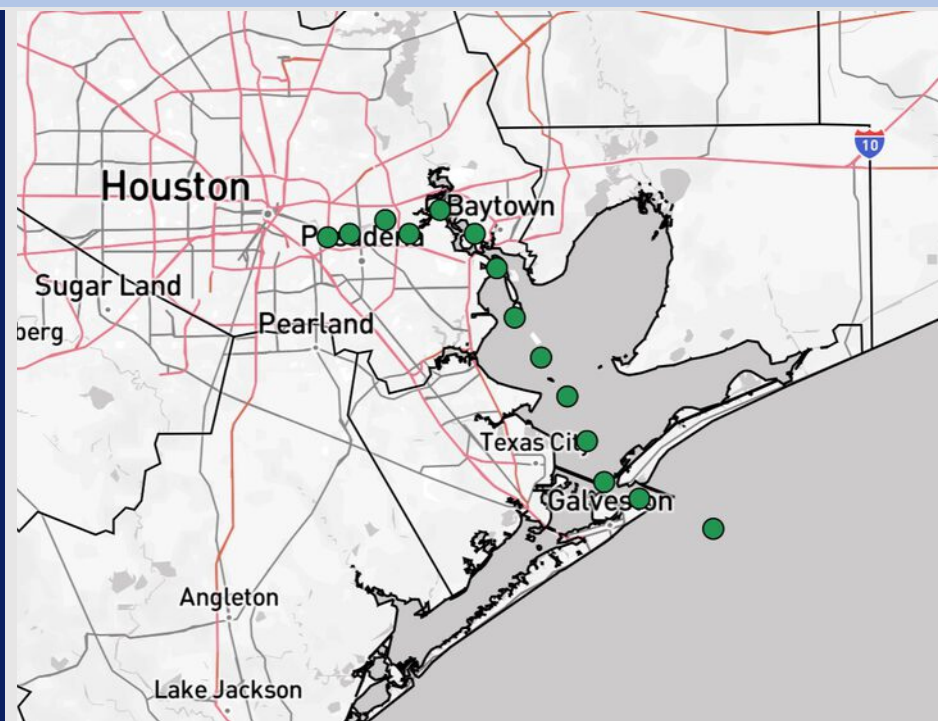 10
Houston
Baytown
Pasadena
Sugar Land
berg
Pearland
Texas City
Galveston
Angleton
Lake Jackson